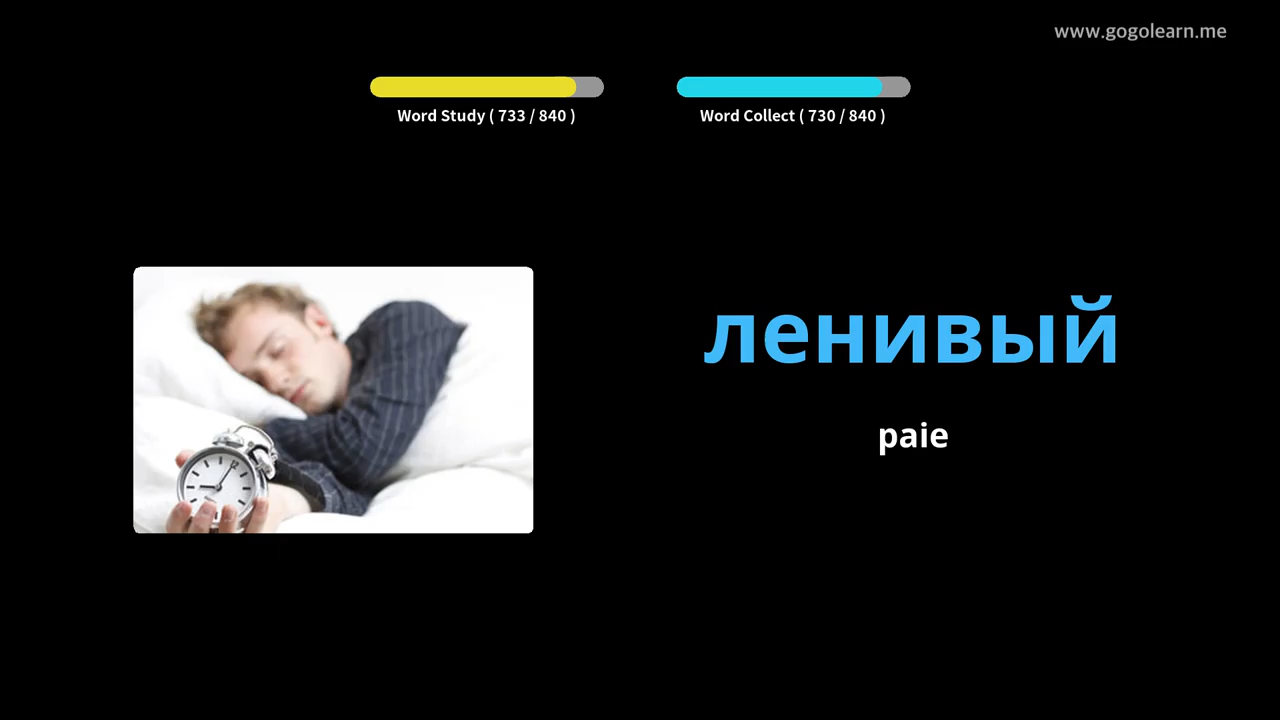 www.gogolearn.me
Word Study ( 733 / 840 )
Word Collect ( 730 / 840 )
ленивый
paie